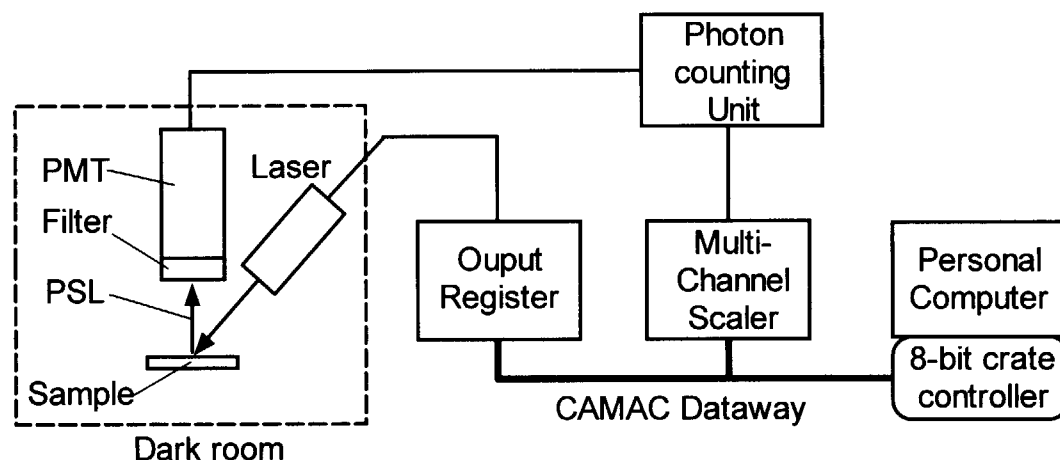 Photon
counting
Unit
PMT
Laser
Filter
PSL
Sample
Dark room
Ouput
Register
Multi-
Channel
Scaler
Personal
Computer
8-bit crate
controller
CAMAC Dataway